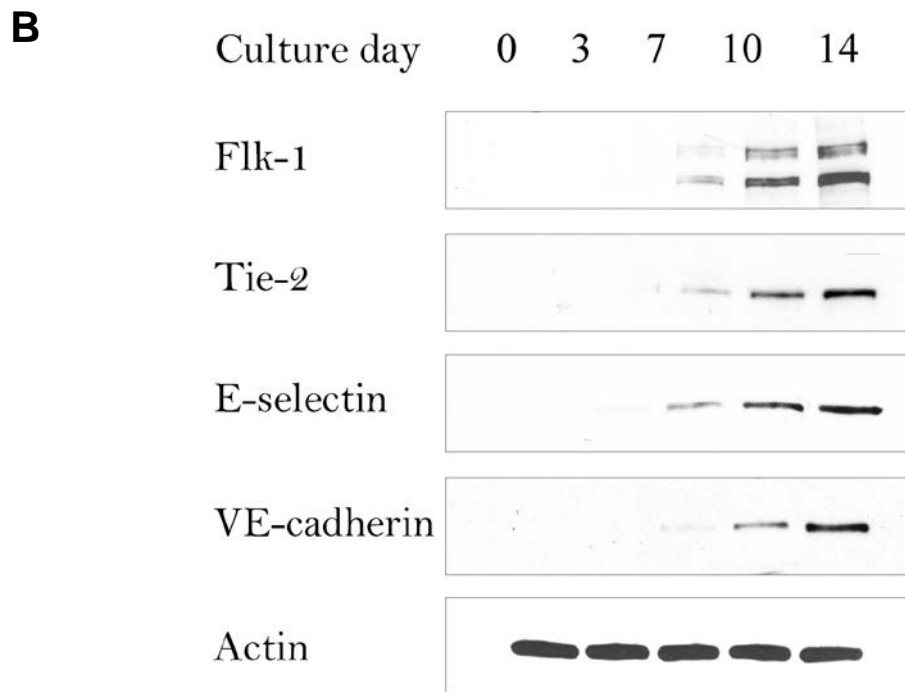 B
Culture day 0 3 7 10 14
Flk-1
Tie-2
E-selectin
VE-cadherin
Actin